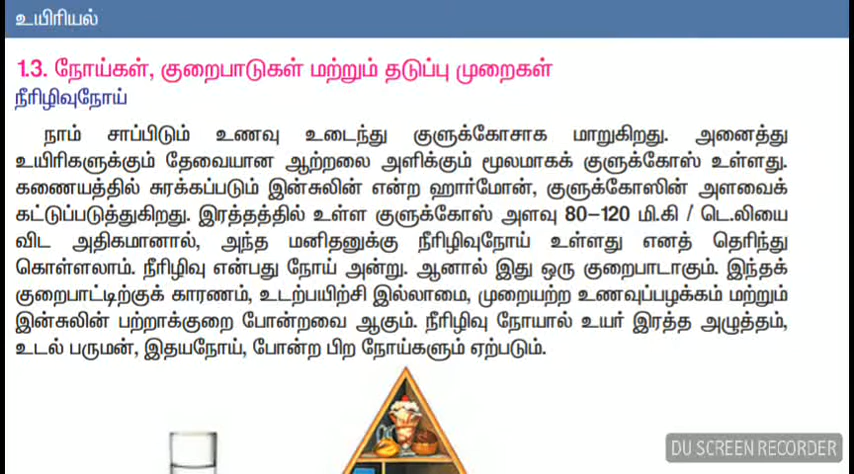 உயிரியல்
1.3. நோய்கள், குறைபாடுகள் மற்றும் தடுப்பு முறைகள்
நீரிழிவுநோய்
நாம் சாப்பிடும் உணவு உடைந்து குளுக்கோசாக மாறுகிறது. அனைத்து
உயிரிகளுக்கும் தேவையான ஆற்றலை அளிக்கும் மூலமாகக் குளுக்கோஸ் உள்ளது.
கணையத்தில் சுரக்கப்படும் இன்சுலின் என்ற ஹார்மோன், குளுக்கோஸின் அளவைக்
கட்டுப்படுத்துகிறது. இரத்தத்தில் உள்ள குளுக்கோஸ் அளவு 80–120 மி.கி / டெ.லியை
விட அதிகமானால், அந்த மனிதனுக்கு நீரிழிவுநோய் உள்ளது எனத் தெரிந்து
கொள்ளலாம். நீரிழிவு என்பது நோய் அன்று. ஆனால் இது ஒரு குறைபாடாகும். இந்தக்
குறைபாட்டிற்குக் காரணம், உடற்பயிற்சி இல்லாமை, முறையற்ற உணவுப்பழக்கம் மற்றும்
இன்சுலின் பற்றாக்குறை போன்றவை ஆகும். நீரிழிவு நோயால் உயர் இரத்த அழுத்தம்,
உடல் பருமன், இதயநோய், போன்ற பிற நோய்களும் ஏற்படும்.
DU SCREEN RECORDER